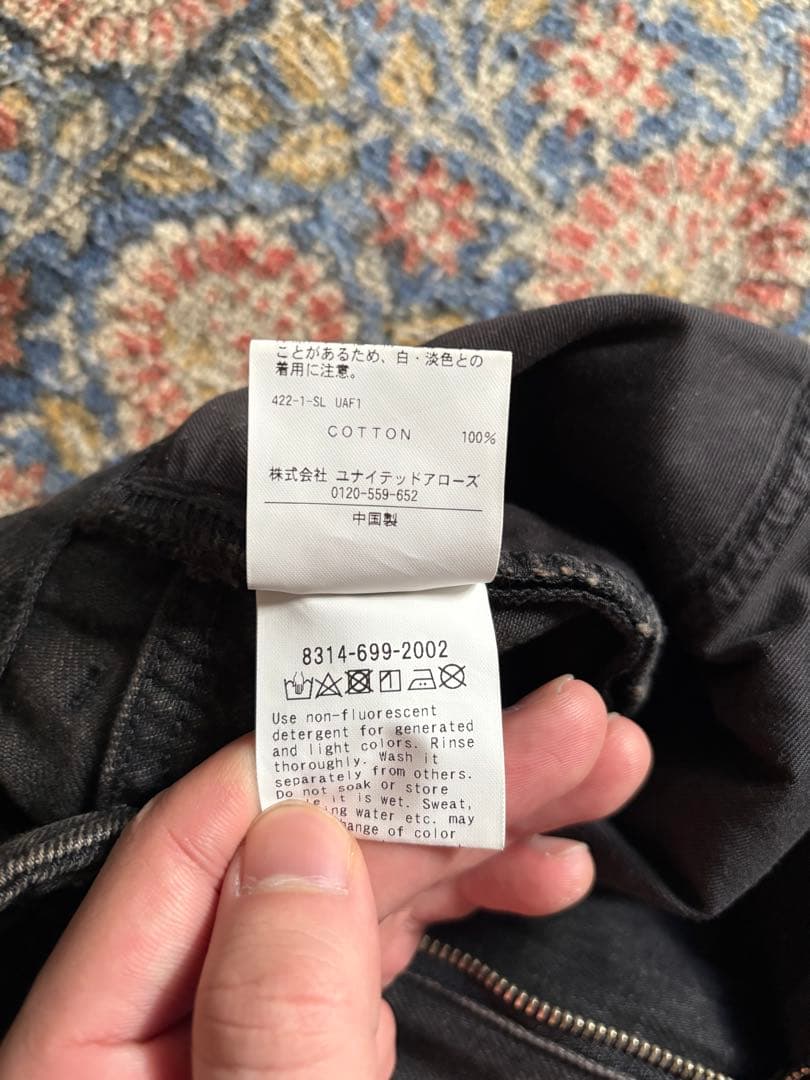 ことがあるため、白・淡色との
着用に注意。
422-1-SL UAF1
COTTON 100%
株式会社 ユナイテッドアローズ
0120-559-652
中国製
8314-699-2002
Use non-fluorescent
detergent for generated
and light colors. Rinse
thoroughly. Wash it
separately from others.
Do not soak or store
it is wet. Sweat,
water etc. may
of color